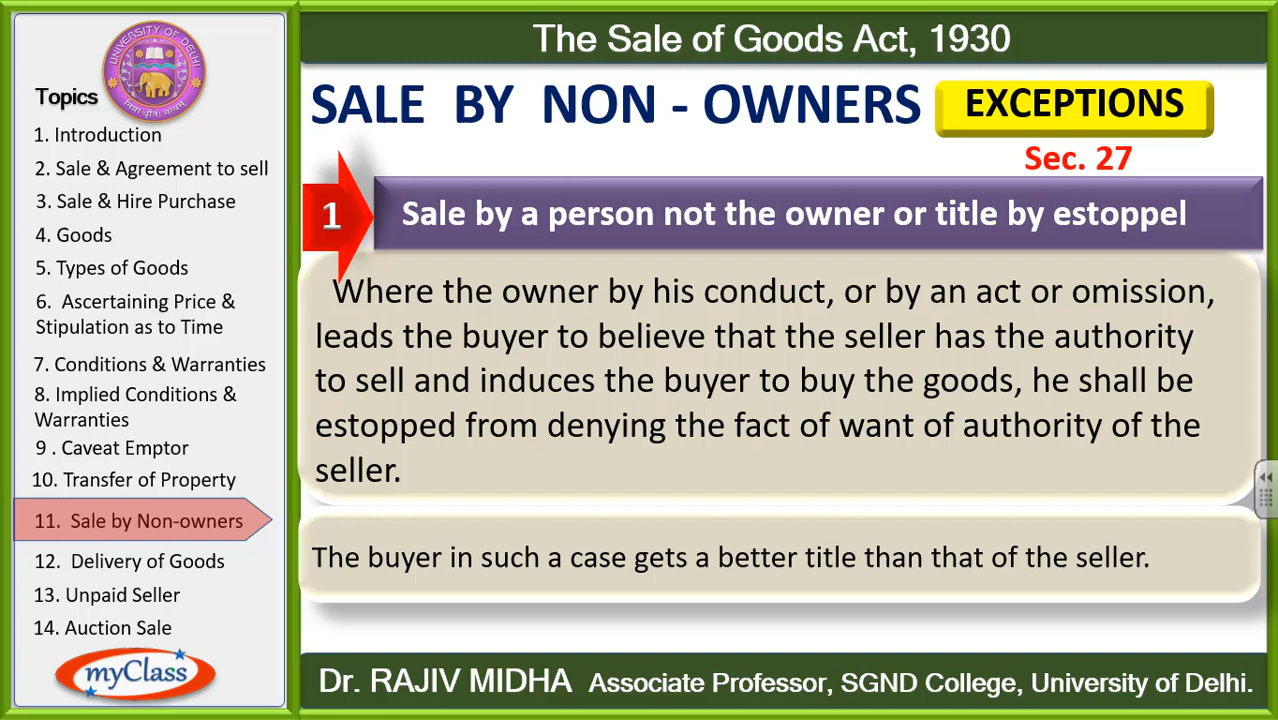 The Sale of Goods Act, 1930
UNIVERSITY OF DELHI
Topics
1. Introduction
2. Sale & Agreement to sell
3. Sale & Hire Purchase
4. Goods
5. Types of Goods
6. Ascertaining Price &
Stipulation as to Time
7. Conditions & Warranties
8. Implied Conditions &
Warranties
9 . Caveat Emptor
10. Transfer of Property
11. Sale by Non-owners
12. Delivery of Goods
13. Unpaid Seller
14. Auction Sale
myClass
SALE BY NON - OWNERS
EXCEPTIONS
Sec. 27
1
Sale by a person not the owner or title by estoppel
Where the owner by his conduct, or by an act or omission,
leads the buyer to believe that the seller has the authority
to sell and induces the buyer to buy the goods, he shall be
estopped from denying the fact of want of authority of the
seller.
The buyer in such a case gets a better title than that of the seller.
Dr. RAJIV MIDHA Associate Professor, SGND College, University of Delhi.